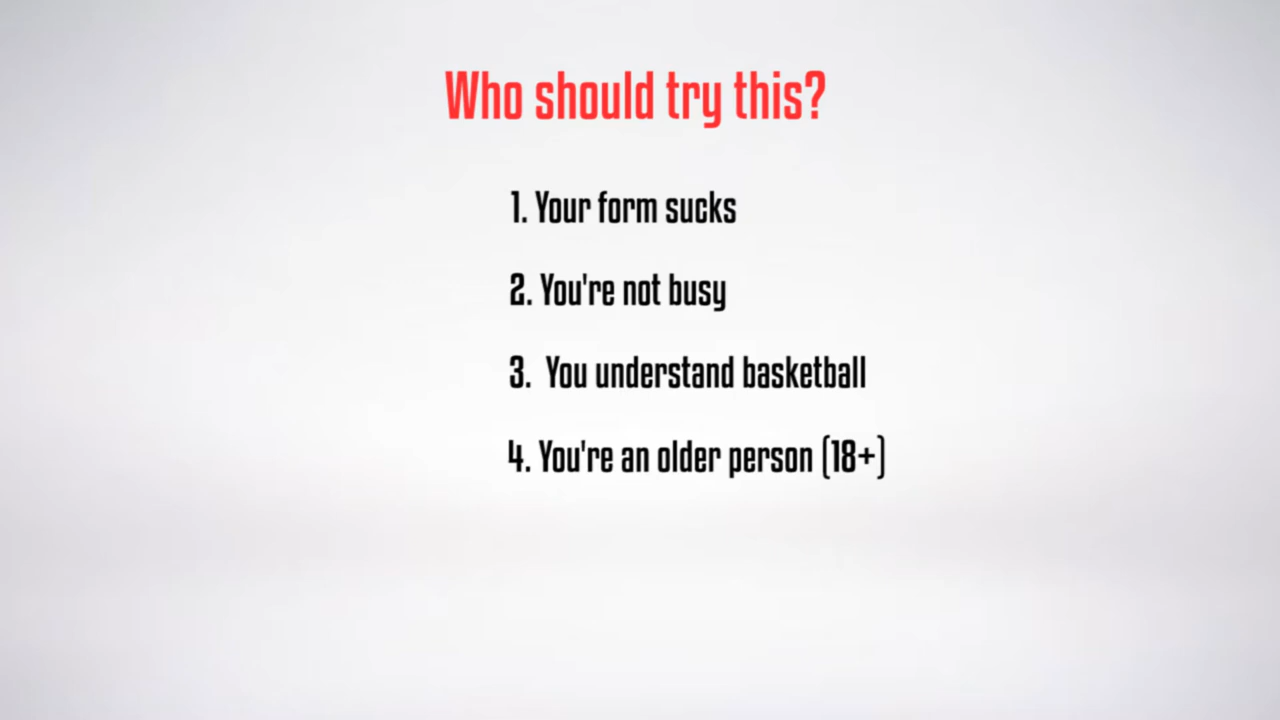 Who should try this?
1. Your form sucks
2. You're not busy
3. You understand basketball
4. You're an older person (18+)